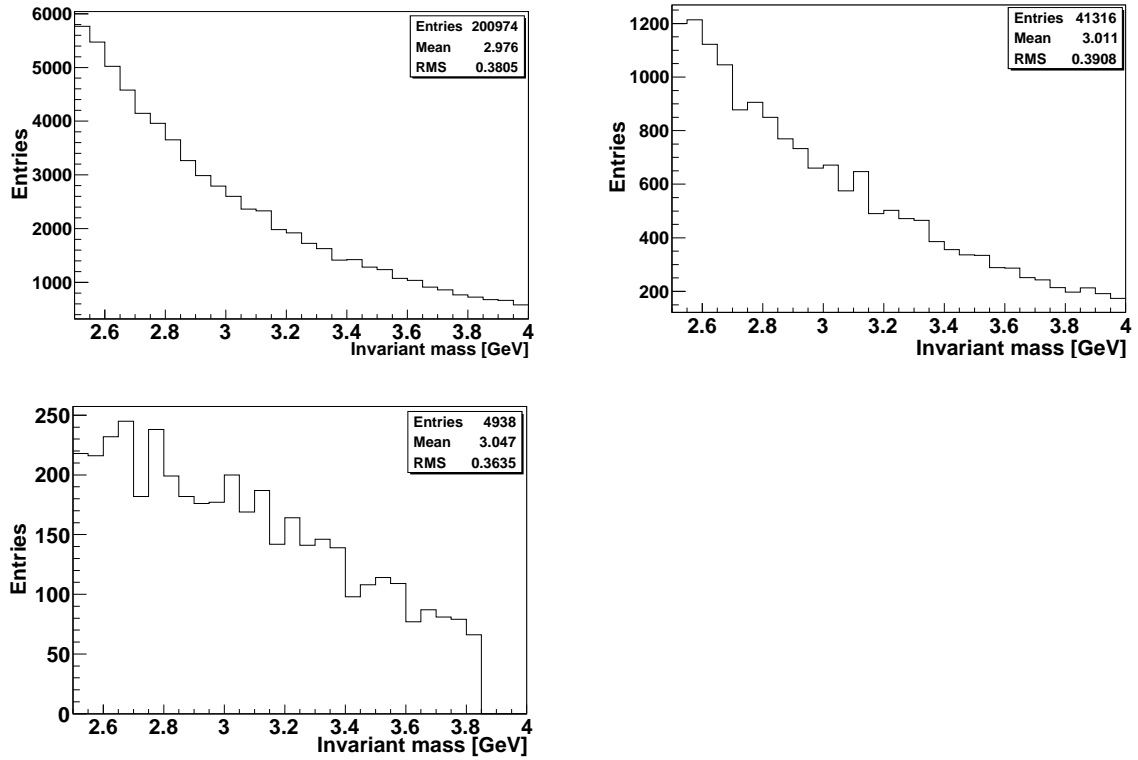 Entries 200974
Mean 2.976
RMS 0.3805
6000
5000
4000
3000
2000
1000
Entries
2.6 2.8 3 3.2 3.4 3.6 3.8 4
Invariant mass [GeV]
Entries 41316
Mean 3.011
RMS 0.3908
1200
1000
800
600
400
200
Entries
2.6 2.8 3 3.2 3.4 3.6 3.8 4
Invariant mass [GeV]
Entries 4938
Mean 3.047
RMS 0.3635
250
200
150
100
50
0
Entries
2.6 2.8 3 3.2 3.4 3.6 3.8 4
Invariant mass [GeV]